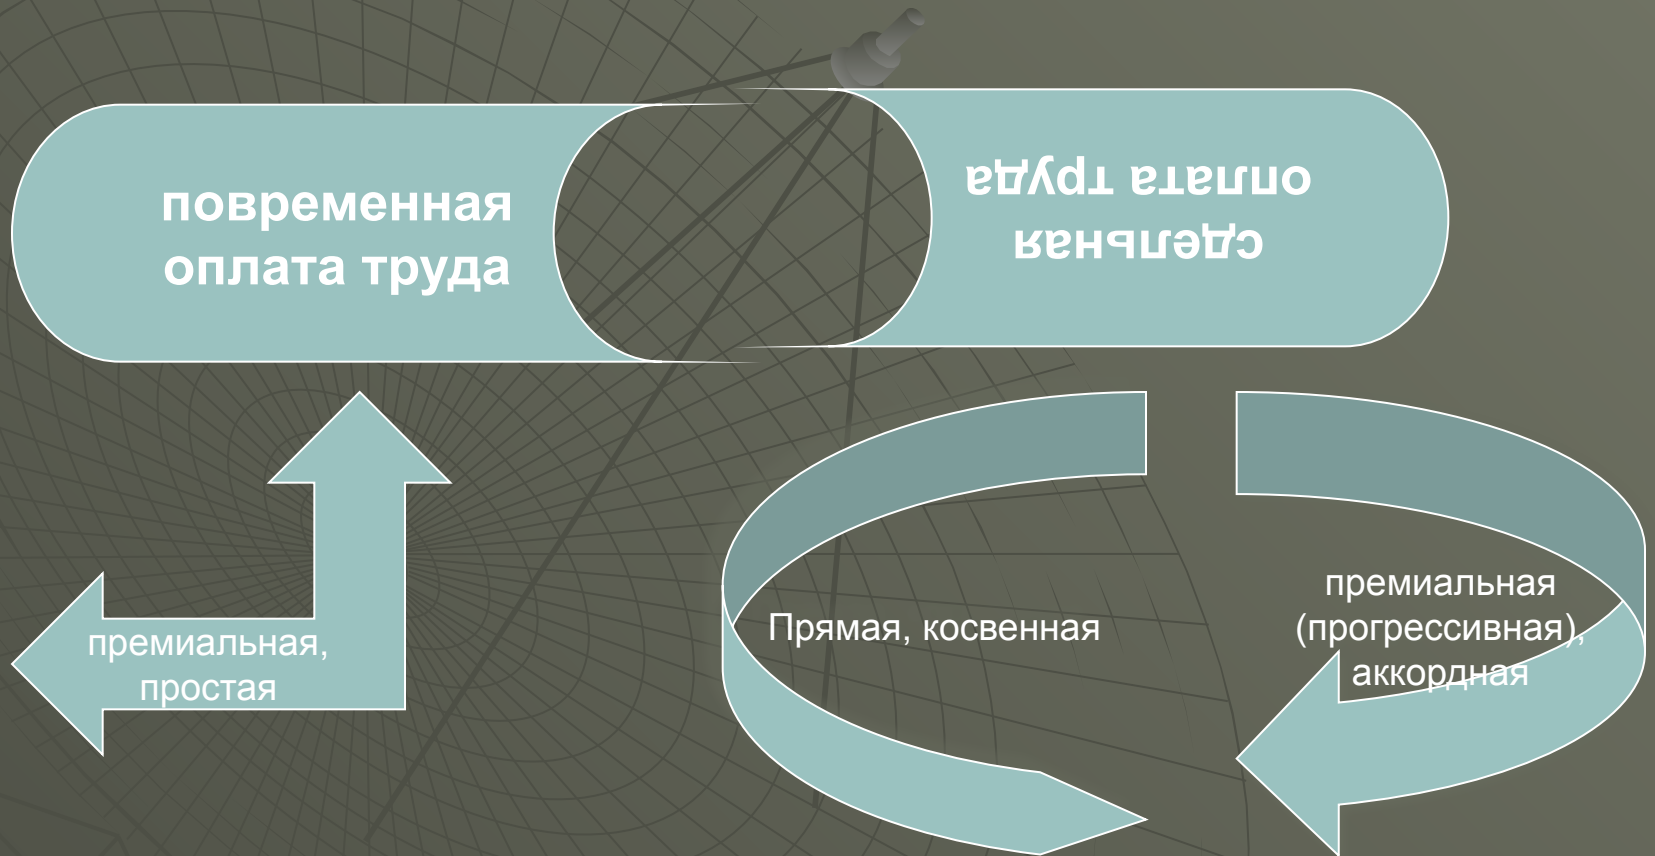 повременная
оплата труда
сдельная
оплата труда
премиальная,
простая
Прямая, косвенная
премиальная
(прогрессивная),
аккордная